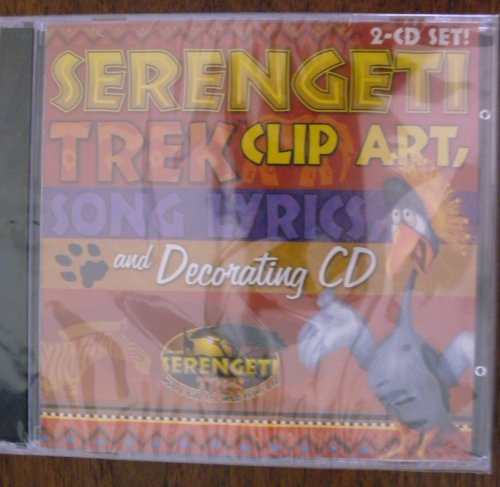 2-CD SET!
SERENGETI
TREK CLIP ART,
SONG LYRICS,
and Decorating CD
SERENGETI
TREK